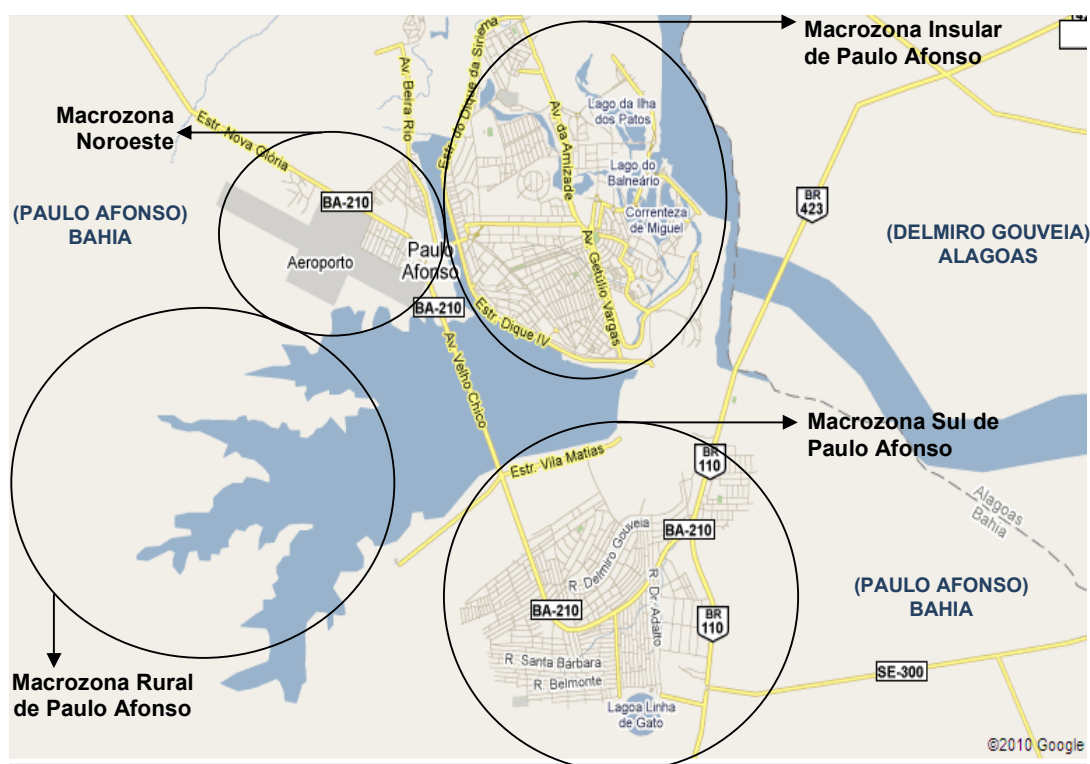 Macrozona Insular
de Paulo Afonso
Macrozona
Noroeste
Estr. Nova Glória
Av. Beira Rio
Estr. do Dique da Siriema
Av. da Amizade
Lago da Ilha
dos Patos
Lago do
Balneário
Correnteza
de Miguel
BA-210
(PAULO AFONSO)
BAHIA
BR
423
(DELMIRO GOUVEIA)
ALAGOAS
Aeroporto
Paulo
Afonso
Av. Getúlio Vargas
BA-210
Estr. Dique IV
Av. Velho Chico
Macrozona Sul de
Paulo Afonso
Estr. Vila Matias
BR
110
Alagoas
Bahia
BA-210
R. Delmiro Gouveia
R. Dr. Adalto
(PAULO AFONSO)
BAHIA
BA-210
BR
110
R. Santa Bárbara
R. Belmonte
SE-300
Macrozona Rural
de Paulo Afonso
Lagoa Linha
de Gato
©2010 Google